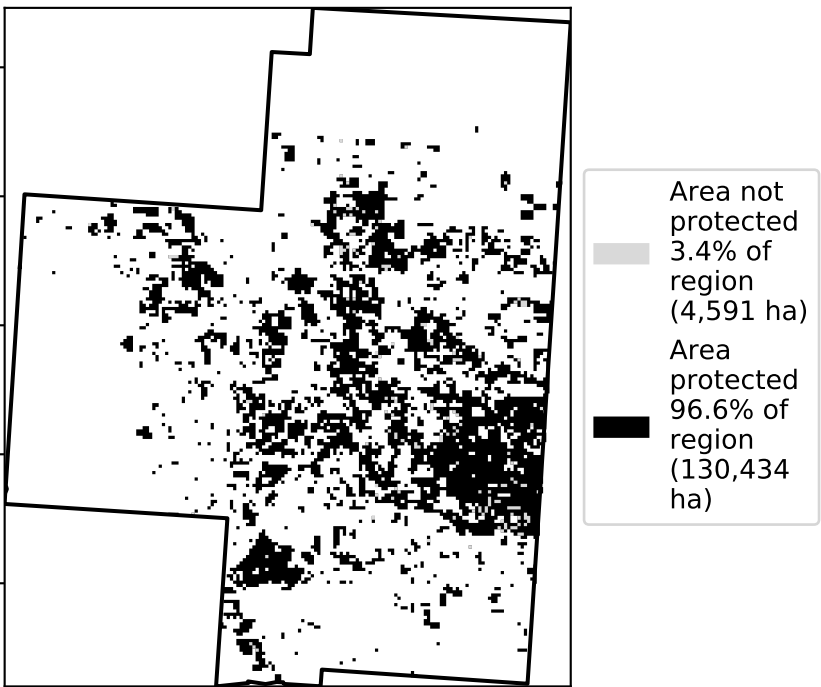 Area not
protected
3.4% of
region
(4,591 ha)
Area
protected
96.6% of
region
(130,434
ha)